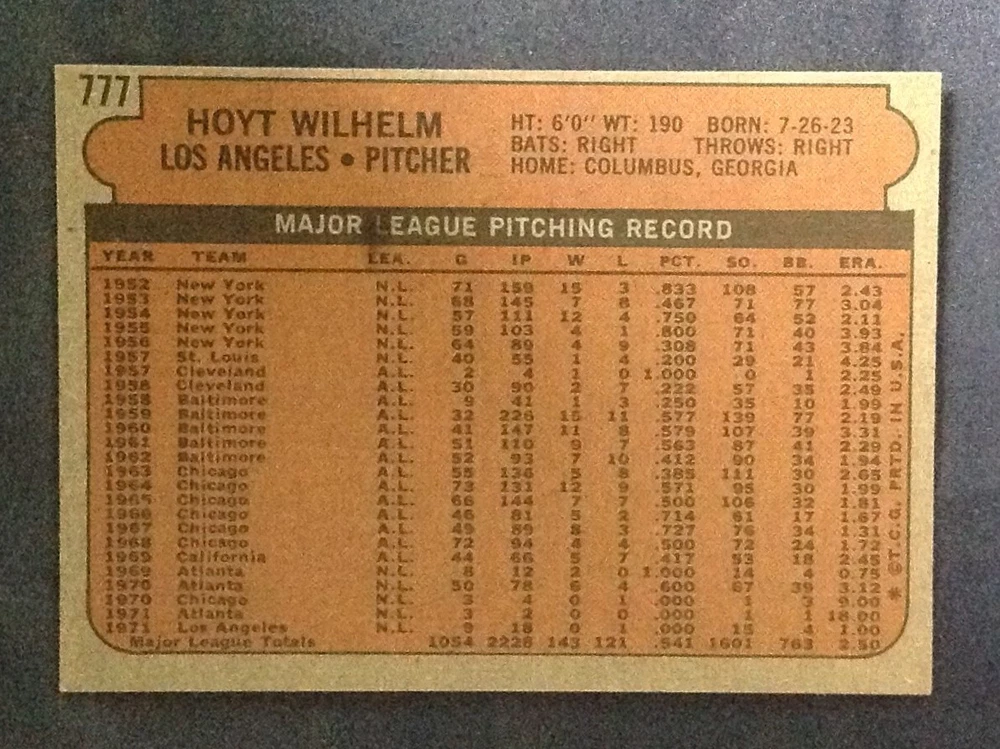 777
HOYT WILHELM
LOS ANGELES • PITCHER
HT: 6'0" WT: 190 BORN: 7-26-23
BATS: RIGHT THROWS: RIGHT
HOME: COLUMBUS, GEORGIA
MAJOR LEAGUE PITCHING RECORD
YEAR TEAM LEA. G IP W L PCT. SO. BB. ERA.
1952 New York N.L. 71 159 15 3 .833 108 57 2.43
1953 New York N.L. 68 145 7 8 .467 71 77 3.04
1954 New York N.L. 57 111 12 4 .750 64 52 2.11
1955 New York N.L. 59 103 4 1 .800 71 40 3.93
1956 New York N.L. 64 89 4 9 .308 71 43 3.84
1957 St. Louis N.L. 40 55 1 4 .200 29 21 4.25
1957 Cleveland A.L. 2 4 1 0 1.000 0 1 2.25
1958 Cleveland A.L. 30 90 2 7 .222 57 35 2.49
1958 Baltimore A.L. 9 41 1 3 .250 35 10 1.99
1959 Baltimore A.L. 32 226 15 11 .577 139 77 2.19
1960 Baltimore A.L. 41 147 11 8 .579 107 39 3.31
1961 Baltimore A.L. 51 110 9 7 .563 87 41 2.29
1962 Baltimore A.L. 52 93 7 10 .412 90 34 1.94
1963 Chicago A.L. 55 136 5 8 .385 111 30 2.65
1964 Chicago A.L. 73 131 12 9 .571 95 30 1.99
1965 Chicago A.L. 66 144 7 7 .500 106 32 1.81
1966 Chicago A.L. 46 81 5 2 .714 61 17 1.67
1967 Chicago A.L. 49 89 8 3 .727 76 34 1.31
1968 Chicago A.L. 72 94 4 4 .500 72 24 1.72
1969 California A.L. 44 66 5 7 .417 53 18 2.45
1969 Atlanta N.L. 8 12 2 0 1.000 14 4 0.75
1970 Atlanta N.L. 50 78 6 4 .600 67 39 3.12
1970 Chicago N.L. 3 4 0 1 .000 1 3 9.00
1971 Atlanta N.L. 3 2 0 0 .000 1 1 18.00
1971 Los Angeles N.L. 9 18 0 1 .000 15 4 1.00
Major League Totals 1054 2226 143 121 .541 1601 763 2.50
* ©T.C.G. PRTD. IN U.S.A.